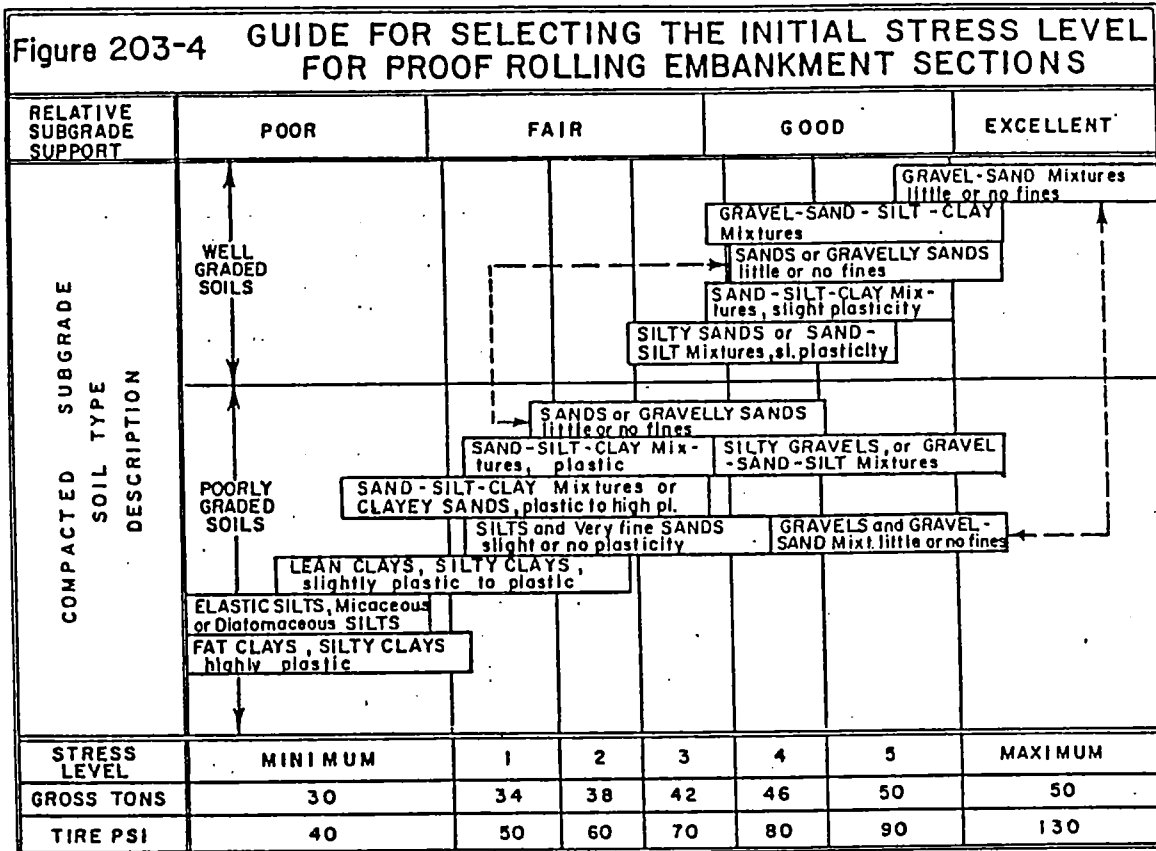 Figure 203-4
GUIDE FOR SELECTING THE INITIAL STRESS LEVEL
FOR PROOF ROLLING EMBANKMENT SECTIONS
RELATIVE
SUBGRADE
SUPPORT
POOR
FAIR
GOOD
EXCELLENT
COMPACTED SUBGRADE
SOIL TYPE
DESCRIPTION
WELL
GRADED
SOILS
GRAVEL-SAND Mixtures
little or no fines
GRAVEL-SAND-SILT-CLAY
Mixtures
SANDS or GRAVELLY SANDS
little or no fines
SAND-SILT-CLAY Mix-
tures, slight plasticity
SILTY SANDS or SAND-
SILT Mixtures, sl. plasticity
POORLY
GRADED
SOILS
SANDS or GRAVELLY SANDS
little or no fines
SAND-SILT-CLAY Mix-
tures, plastic
SILTY GRAVELS, or GRAVEL
-SAND-SILT Mixtures
SAND-SILT-CLAY Mixtures or
CLAYEY SANDS, plastic to high pl.
SILTS and Very fine SANDS
slight or no plasticity
GRAVELS and GRAVEL-
SAND Mixt. little or no fines
LEAN CLAYS, SILTY CLAYS,
slightly plastic to plastic
ELASTIC SILTS, Micaceous
or Diatomaceous SILTS
FAT CLAYS, SILTY CLAYS
highly plastic
STRESS
LEVEL
MINIMUM
1
2
3
4
5
MAXIMUM
GROSS TONS
30
34
38
42
46
50
50
TIRE PSI
40
50
60
70
80
90
130